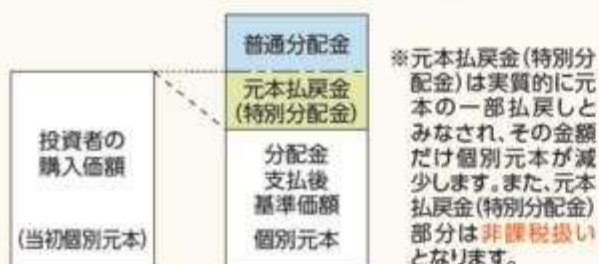 普通分配金
元本払戻金
(特別分配金)
投資者の
購入価額
(当初個別元本)
分配金
支払後
基準価額
個別元本
※元本払戻金(特別分
配金)は実質的に元
本の一部払戻しと
みなされ、その金額
だけ個別元本が減
少します。また、元本
払戻金(特別分配金)
部分は非課税扱い
となります。